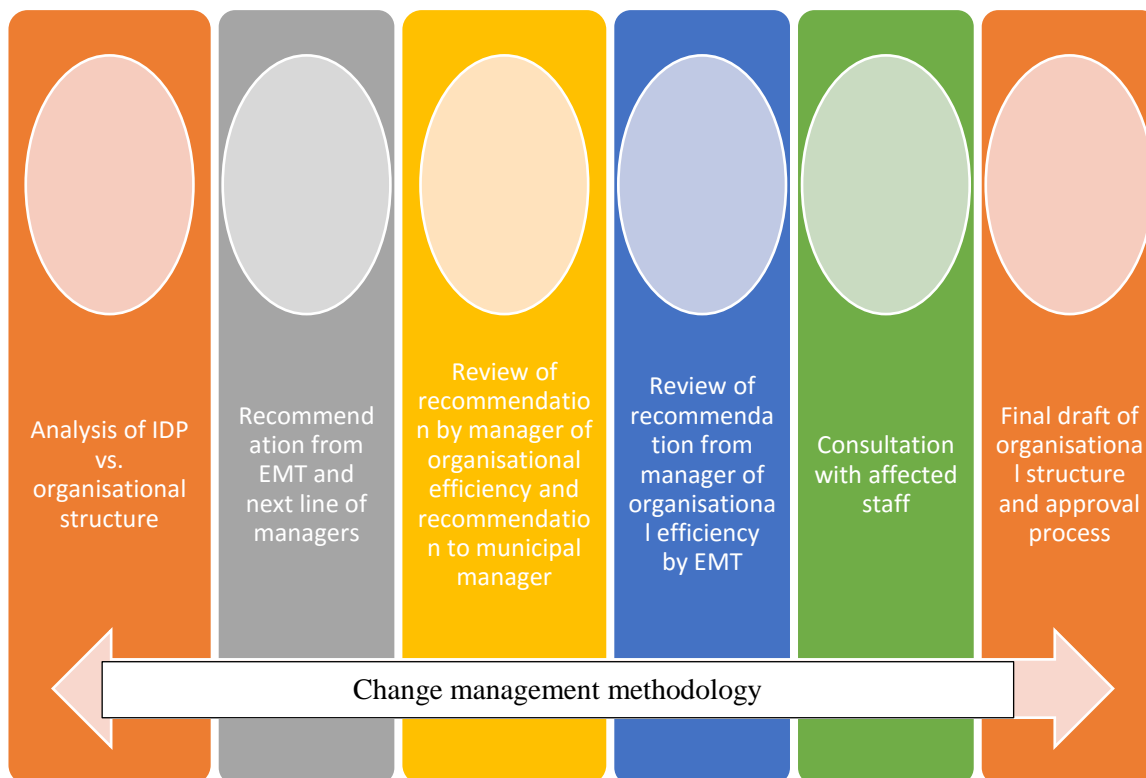 Analysis of IDP
vs.
organisational
structure
Recommend
ation from
EMT and
next line of
managers
Review of
recommendatio
n by manager of
organisational
efficiency and
recommendatio
n to municipal
manager
Review of
recommenda
tion from
manager of
organisationa
l efficiency
by EMT
Consultation
with affected
staff
Final draft of
organisationa
l structure
and approval
process
Change management methodology